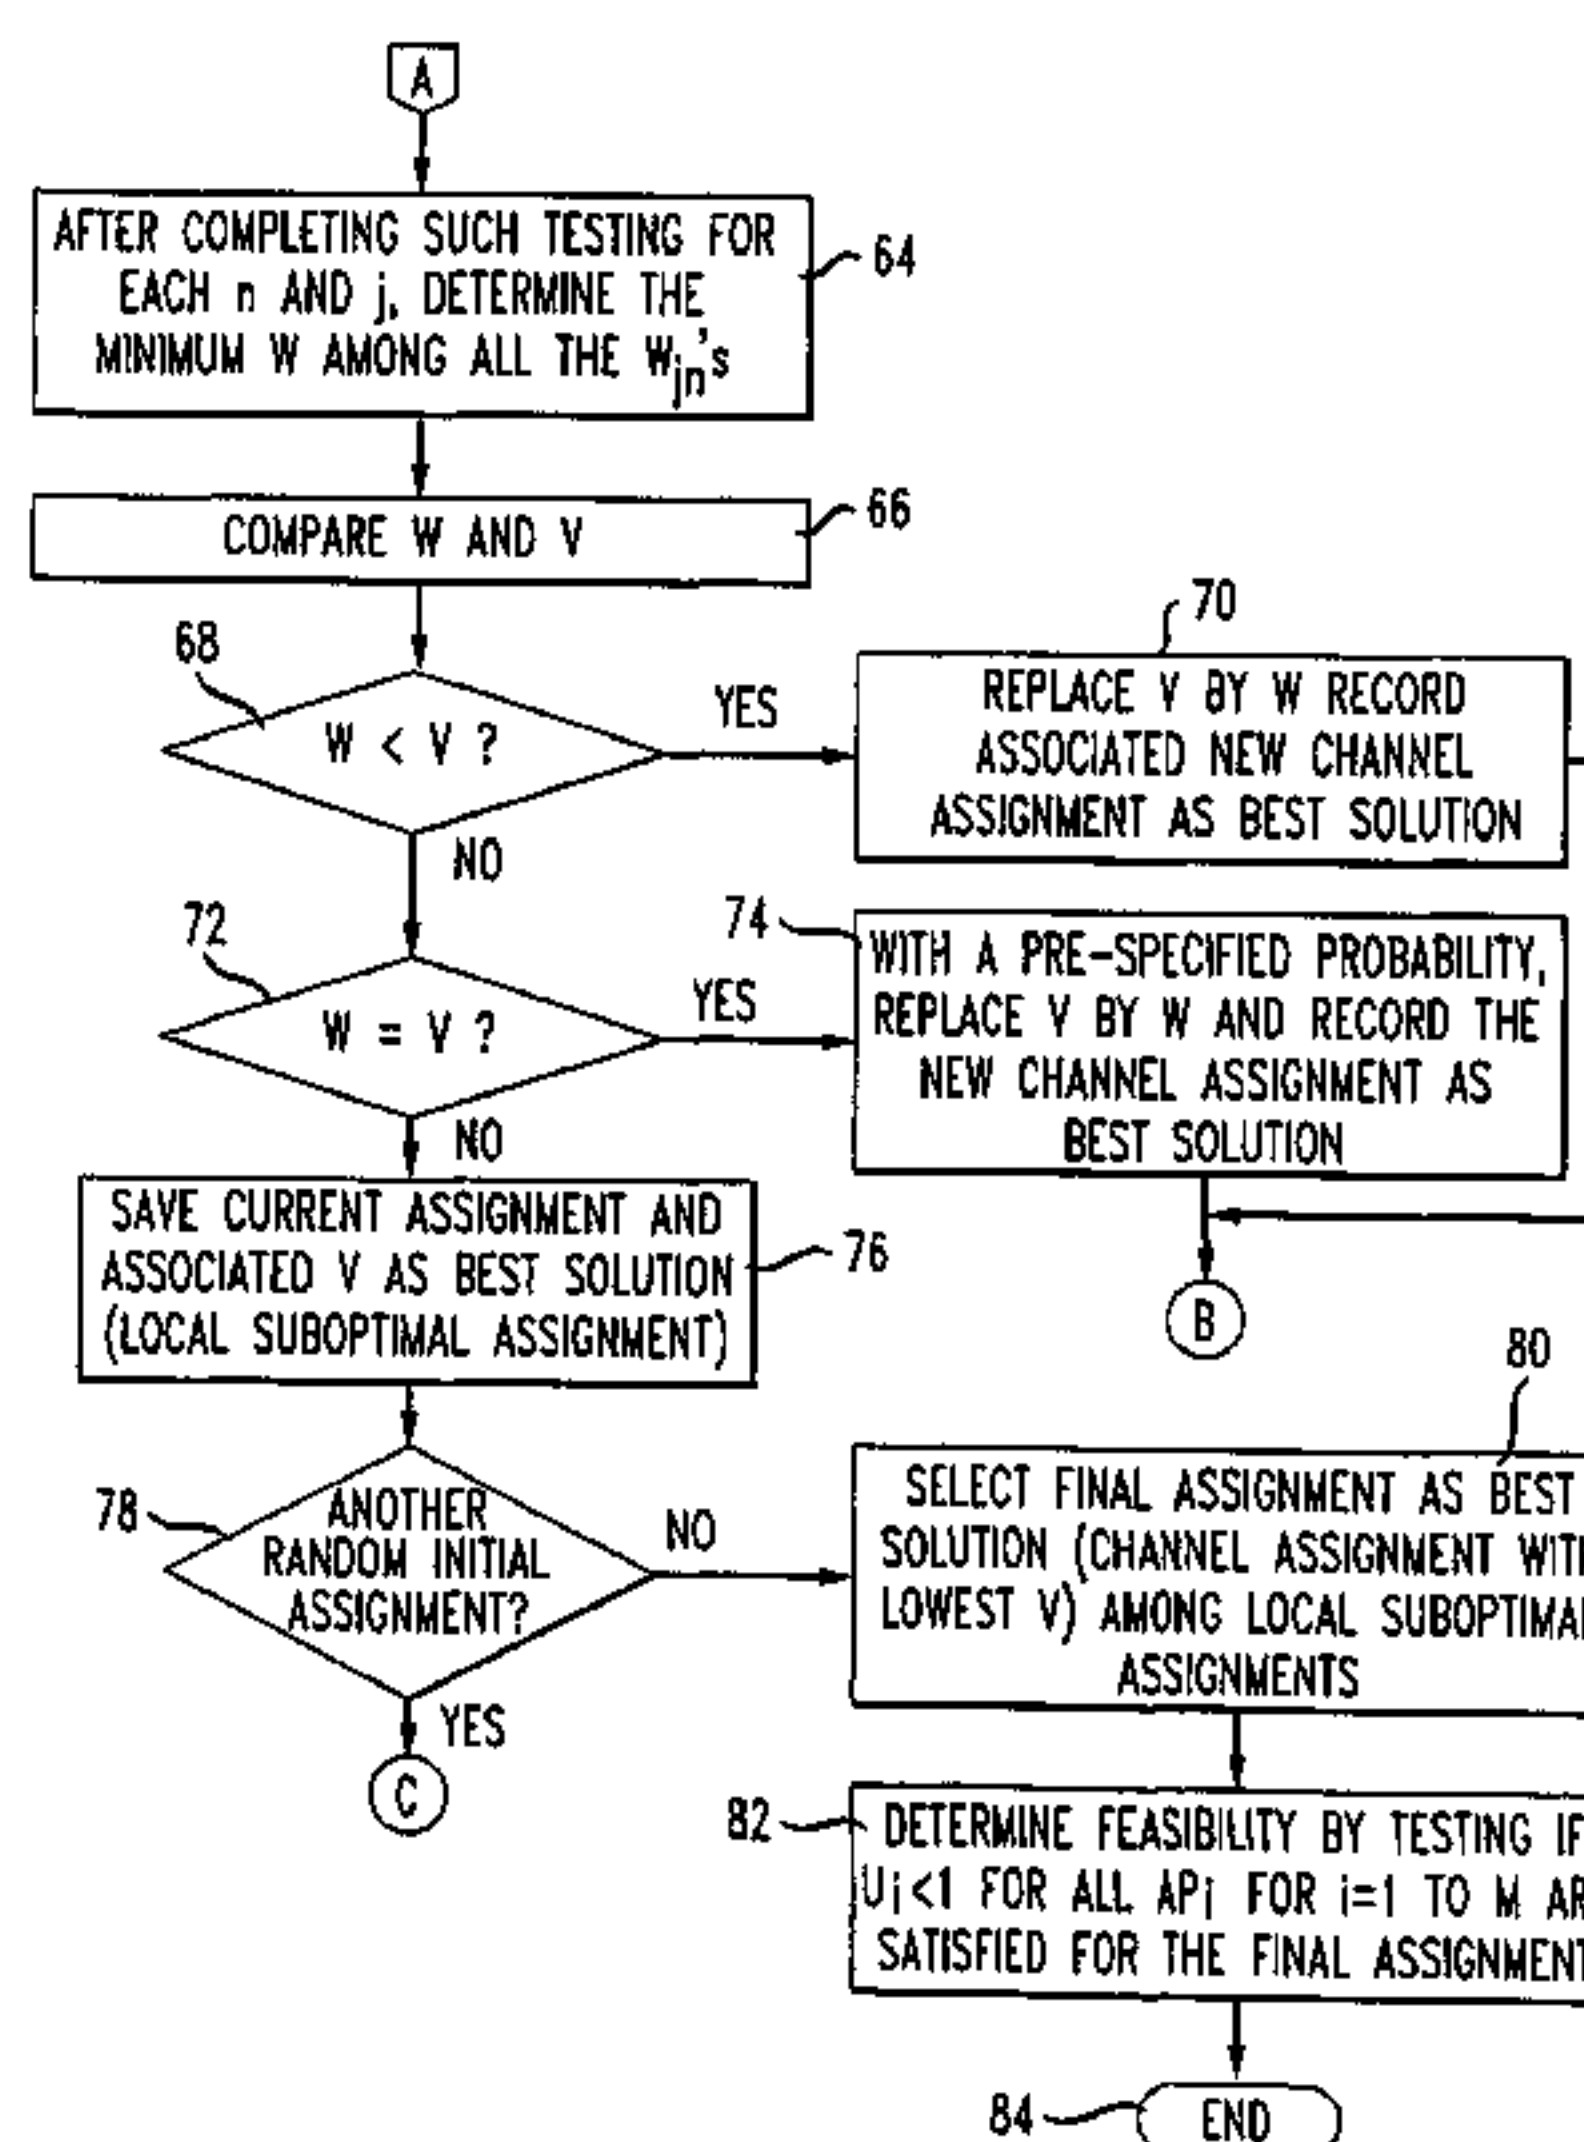 A
AFTER COMPLETING SUCH TESTING FOR
EACH n AND j, DETERMINE THE
MINIMUM W AMONG ALL THE Wjn's
64
COMPARE W AND V
66
68
W < V ?
YES
NO
70
REPLACE V BY W RECORD
ASSOCIATED NEW CHANNEL
ASSIGNMENT AS BEST SOLUTION
72
W = V ?
YES
NO
74
WITH A PRE-SPECIFIED PROBABILITY,
REPLACE V BY W AND RECORD THE
NEW CHANNEL ASSIGNMENT AS
BEST SOLUTION
B
SAVE CURRENT ASSIGNMENT AND
ASSOCIATED V AS BEST SOLUTION
(LOCAL SUBOPTIMAL ASSIGNMENT)
76
78
ANOTHER
RANDOM INITIAL
ASSIGNMENT?
NO
YES
C
80
SELECT FINAL ASSIGNMENT AS BEST
SOLUTION (CHANNEL ASSIGNMENT
LOWEST V) AMONG LOCAL
ASSIGNMENTS
82
DETERMINE FEASIBILITY BY TESTING IF
Ui<1 FOR ALL APi FOR i=1 TO M
SATISFIED FOR THE FINAL ASSIGNMENT
84
END